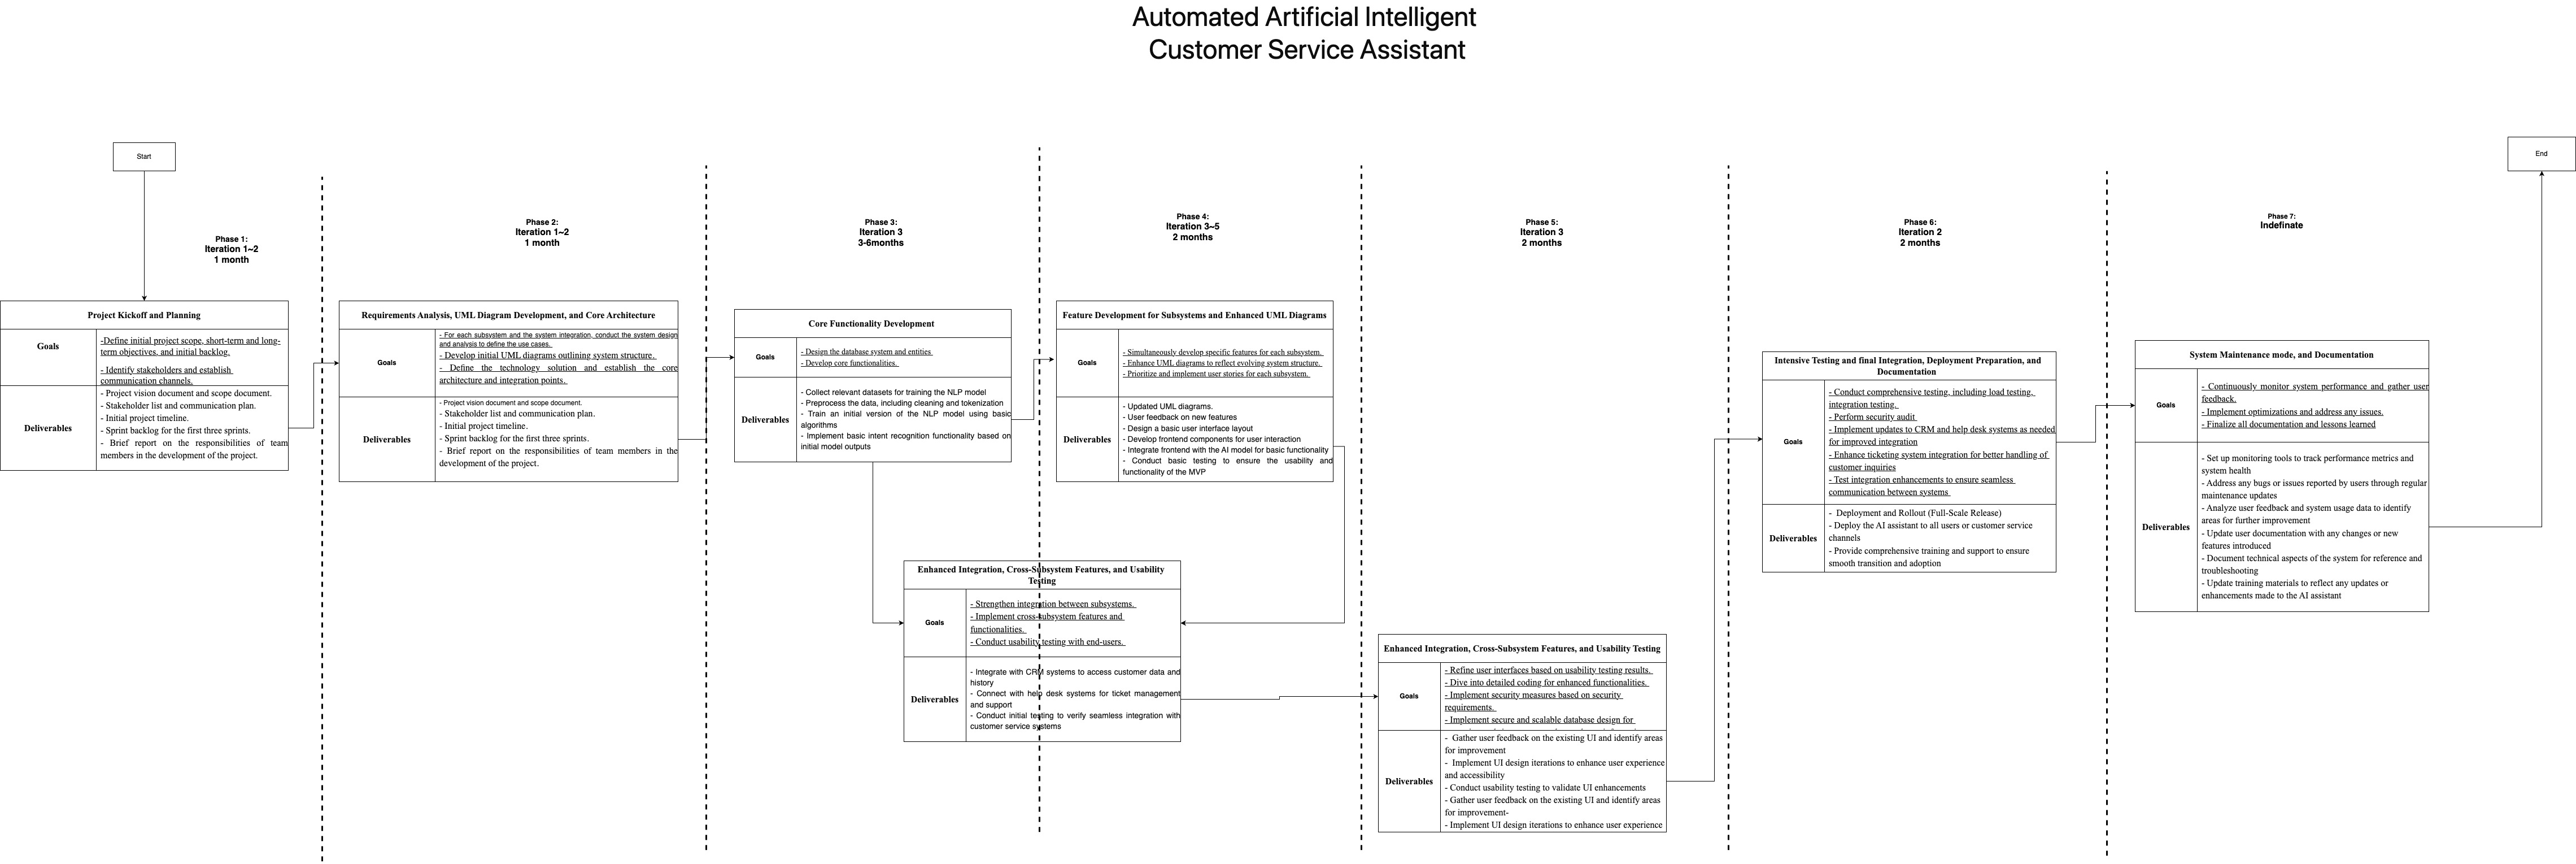 Automated Artificial Intelligent
Customer Service Assistant
Start
End
Phase 1:
Iteration 1~2
1 month
Phase 2:
Iteration 1~2
1 month
Phase 3:
Iteration 3
3-6months
Phase 4:
Iteration 3~5
2 months
Phase 5:
Iteration 3
2 months
Phase 6:
Iteration 2
2 months
Phase 7:
Indefinate
Project Kickoff and Planning
Goals
-Define initial project scope, short-term and long-
term objectives, and initial backlog.
- Identify stakeholders and establish
communication channels.
Deliverables
- Project vision document and scope document.
- Stakeholder list and communication plan.
- Initial project timeline.
- Sprint backlog for the first three sprints.
- Brief report on the responsibilities of team
members in the development of the project.
Requirements Analysis, UML Diagram Development, and Core Architecture
Goals
- For each subsystem and the system integration, conduct the system design
and analysis to define the use cases.
- Develop initial UML diagrams outlining system structure.
- Define the technology solution and establish the core
architecture and integration points.
Deliverables
- Project vision document and scope document.
- Stakeholder list and communication plan.
- Initial project timeline.
- Sprint backlog for the first three sprints.
- Brief report on the responsibilities of team members in the
development of the project.
Core Functionality Development
Goals
- Design the database system and entities
- Develop core functionalities.
Deliverables
- Collect relevant datasets for training the NLP model
- Preprocess the data, including cleaning and tokenization
- Train an initial version of the NLP model using basic
algorithms
- Implement basic intent recognition functionality based on
initial model outputs
Feature Development for Subsystems and Enhanced UML Diagrams
Goals
- Simultaneously develop specific features for each subsystem.
- Enhance UML diagrams to reflect evolving system structure.
- Prioritize and implement user stories for each subsystem.
Deliverables
- Updated UML diagrams.
- User feedback on new features
- Design a basic user interface layout
- Develop frontend components for user interaction
- Integrate frontend with the AI model for basic functionality
- Conduct basic testing to ensure the usability and
functionality of the MVP
Enhanced Integration, Cross-Subsystem Features, and Usability
Testing
Goals
- Strengthen integration between subsystems.
- Implement cross-subsystem features and
functionalities.
- Conduct usability testing with end-users.
Deliverables
- Integrate with CRM systems to access customer data and
history
- Connect with help desk systems for ticket management
and support
- Conduct initial testing to verify seamless integration with
customer service systems
Enhanced Integration, Cross-Subsystem Features, and Usability Testing
Goals
- Refine user interfaces based on usability testing results.
- Dive into detailed coding for enhanced functionalities.
- Implement security measures based on security
requirements.
- Implement secure and scalable database design for
Deliverables
- Gather user feedback on the existing UI and identify areas
for improvement
- Implement UI design iterations to enhance user experience
and accessibility
- Conduct usability testing to validate UI enhancements
- Gather user feedback on the existing UI and identify areas
for improvement-
- Implement UI design iterations to enhance user experience
Intensive Testing and final Integration, Deployment Preparation, and
Documentation
Goals
- Conduct comprehensive testing, including load testing,
integration testing.
- Perform security audit
- Implement updates to CRM and help desk systems as needed
for improved integration
- Enhance ticketing system integration for better handling of
customer inquiries
- Test integration enhancements to ensure seamless
communication between systems
Deliverables
- Deployment and Rollout (Full-Scale Release)
- Deploy the AI assistant to all users or customer service
channels
- Provide comprehensive training and support to ensure
smooth transition and adoption
System Maintenance mode, and Documentation
Goals
- Continuously monitor system performance and gather user
feedback.
- Implement optimizations and address any issues.
- Finalize all documentation and lessons learned
Deliverables
- Set up monitoring tools to track performance metrics and
system health
- Address any bugs or issues reported by users through regular
maintenance updates
- Analyze user feedback and system usage data to identify
areas for further improvement
- Update user documentation with any changes or new
features introduced
- Document technical aspects of the system for reference and
troubleshooting
- Update training materials to reflect any updates or
enhancements made to the AI assistant